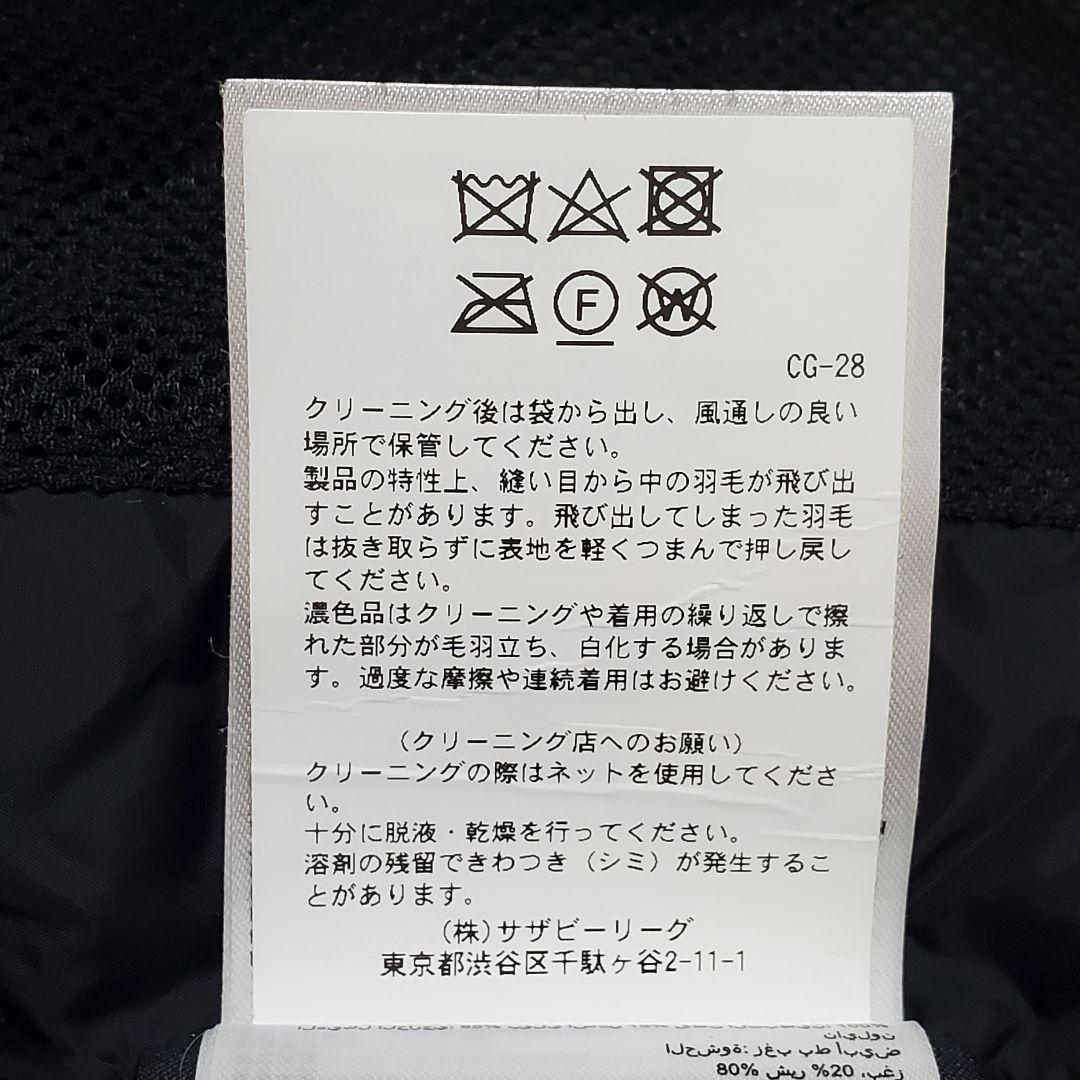 F
W
CG-28
クリーニング後は袋から出し、風通しの良い
場所で保管してください。
製品の特性上、縫い目から中の羽毛が飛び出
すことがあります。飛び出してしまった羽毛
は抜き取らずに表地を軽くつまんで押し戻し
てください。
濃色品はクリーニングや着用の繰り返しで擦
れた部分が毛羽立ち、白化する場合がありま
す。過度な摩擦や連続着用はお避けください。
（クリーニング店へのお願い）
クリーニングの際はネットを使用してくださ
い。
十分に脱液・乾燥を行ってください。
溶剤の残留できわつき（シミ）が発生するこ
とがあります。
(株)サザビーリーグ
東京都渋谷区千駄ヶ谷2-11-1
نايلون
الحشوة: زغب بط أبيض
80% زغب، 20% ريش